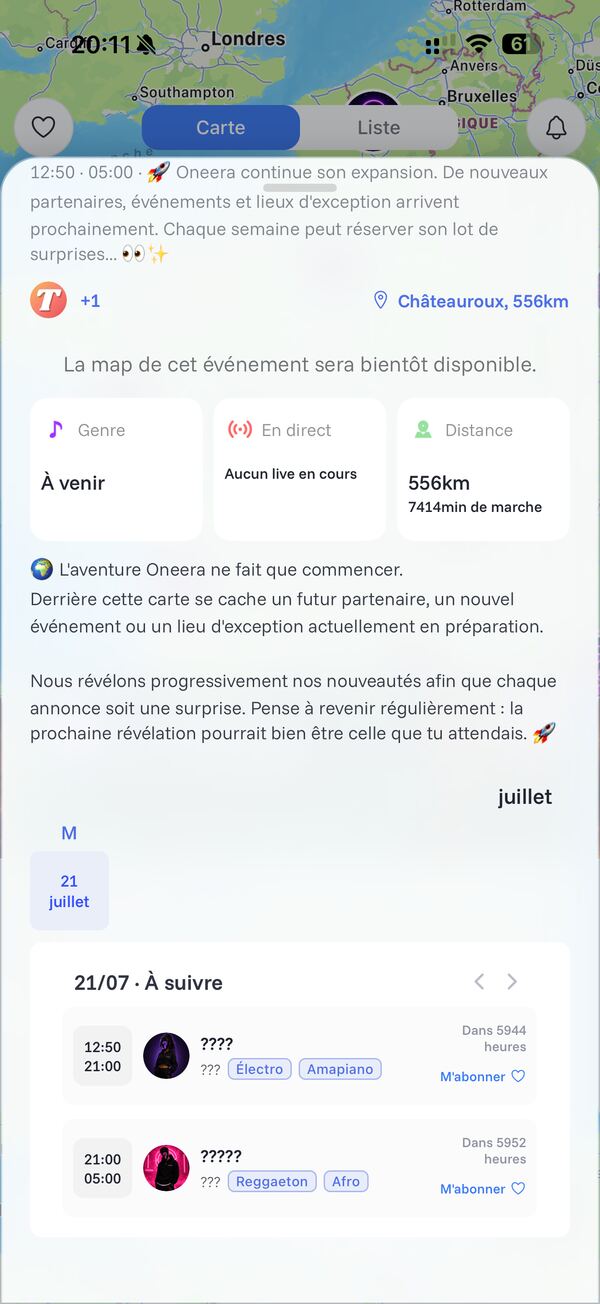 Rotterdam
20:11
Londres
61
Anvers
Southampton
Bruxelles
Carte
Liste
IQUE
12:50 · 05:00 · 🚀 Oneera continue son expansion. De nouveaux
partenaires, événements et lieux d'exception arrivent
prochainement. Chaque semaine peut réserver son lot de
surprises... 👀✨
T +1
Châteauroux, 556km
La map de cet événement sera bientôt disponible.
Genre
En direct
Distance
À venir
Aucun live en cours
556km
7414min de marche
🌍 L'aventure Oneera ne fait que commencer.
Derrière cette carte se cache un futur partenaire, un nouvel
événement ou un lieu d'exception actuellement en préparation.
Nous révélons progressivement nos nouveautés afin que chaque
annonce soit une surprise. Pense à revenir régulièrement : la
prochaine révélation pourrait bien être celle que tu attendais. 🚀
juillet
M
21
juillet
21/07 · À suivre
12:50
21:00
????
??? Électro Amapiano
Dans 5944
heures
M'abonner
21:00
05:00
?????
??? Reggaeton Afro
Dans 5952
heures
M'abonner